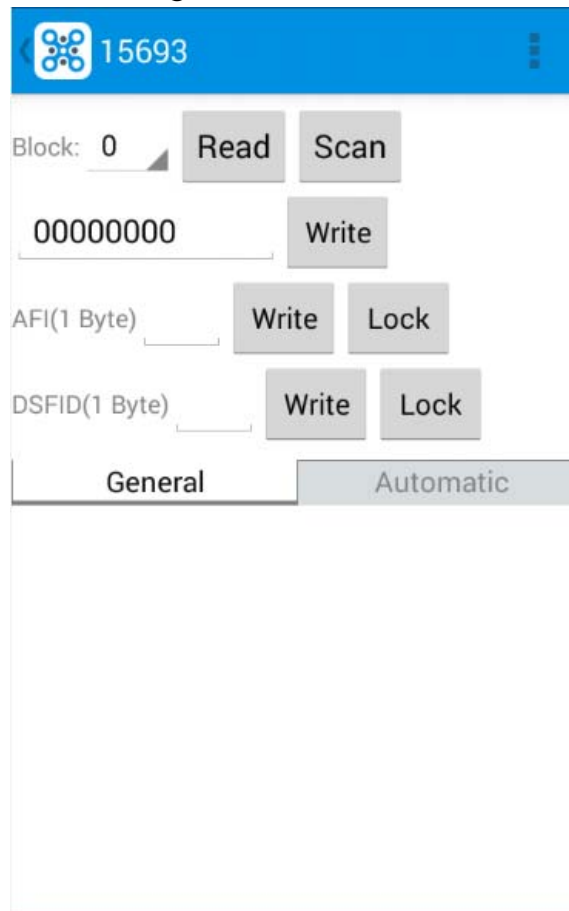 15693
Block: 0 Read Scan
00000000 Write
AFI(1 Byte) Write Lock
DSFID(1 Byte) Write Lock
General Automatic